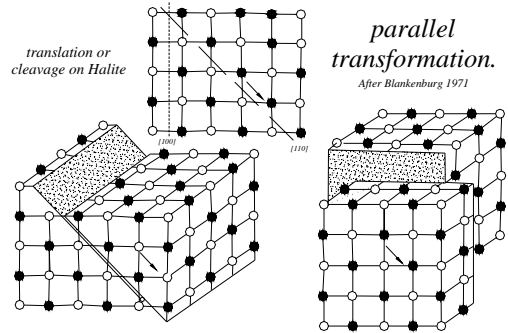 translation or
cleavage on Halite
parallel
transformation.
After Blankenburg 1971
[100]
[110]